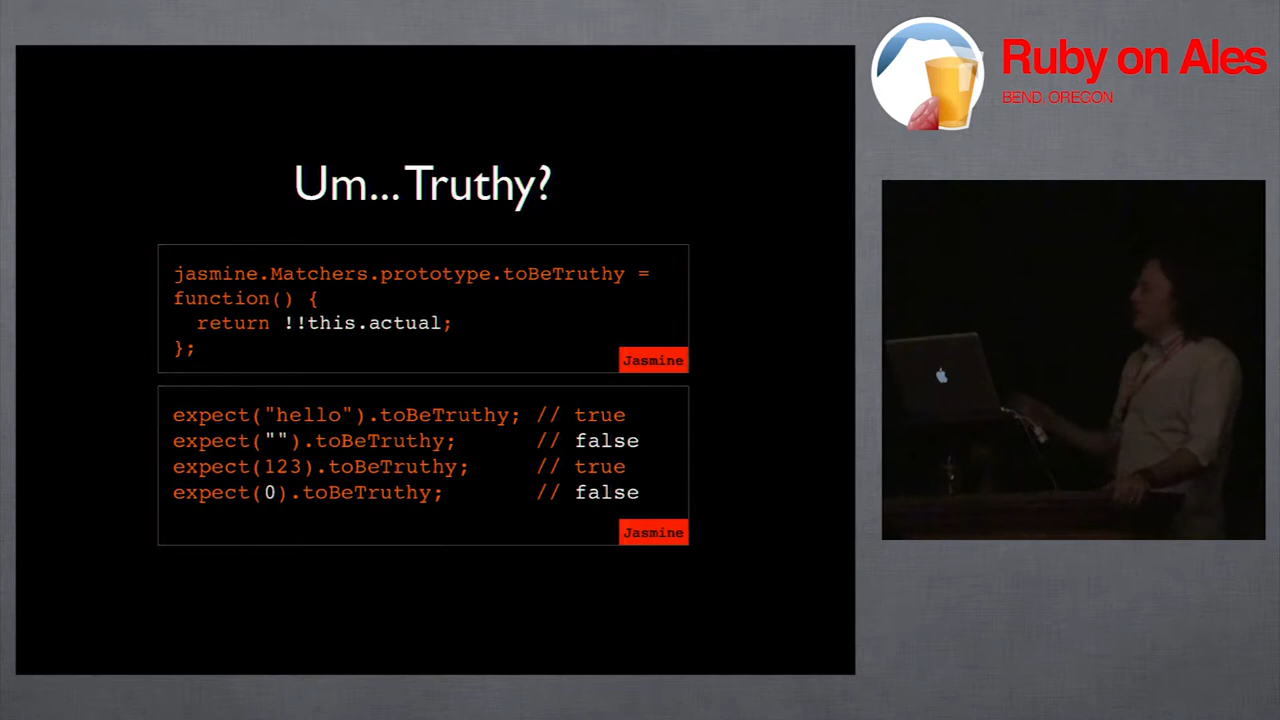 Ruby on Ales
BEND, OREGON
Um...Truthy?
jasmine.Matchers.prototype.toBeTruthy =
function() {
  return !!this.actual;
};
Jasmine
expect("hello").toBeTruthy; // true
expect("").toBeTruthy;      // false
expect(123).toBeTruthy;     // true
expect(0).toBeTruthy;       // false
Jasmine